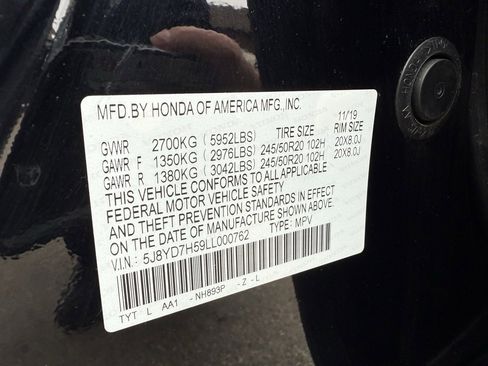 MFD.BY HONDA OF AMERICA MFG.,INC. 11/19
GVWR 2700KG (5952LBS) TIRE SIZE RIM SIZE
GAWR F 1350KG (2976LBS) 245/50R20 102H 20X8.0J
GAWR R 1380KG (3042LBS) 245/50R20 102H 20X8.0J
THIS VEHICLE CONFORMS TO ALL APPLICABLE
FEDERAL MOTOR VEHICLE SAFETY
AND THEFT PREVENTION STANDARDS IN EFFECT
ON THE DATE OF MANUFACTURE SHOWN ABOVE.
V.I.N.: 5J8YD7H59LL000762 TYPE: MPV
TYT L AA1 -NH893P -Z -L